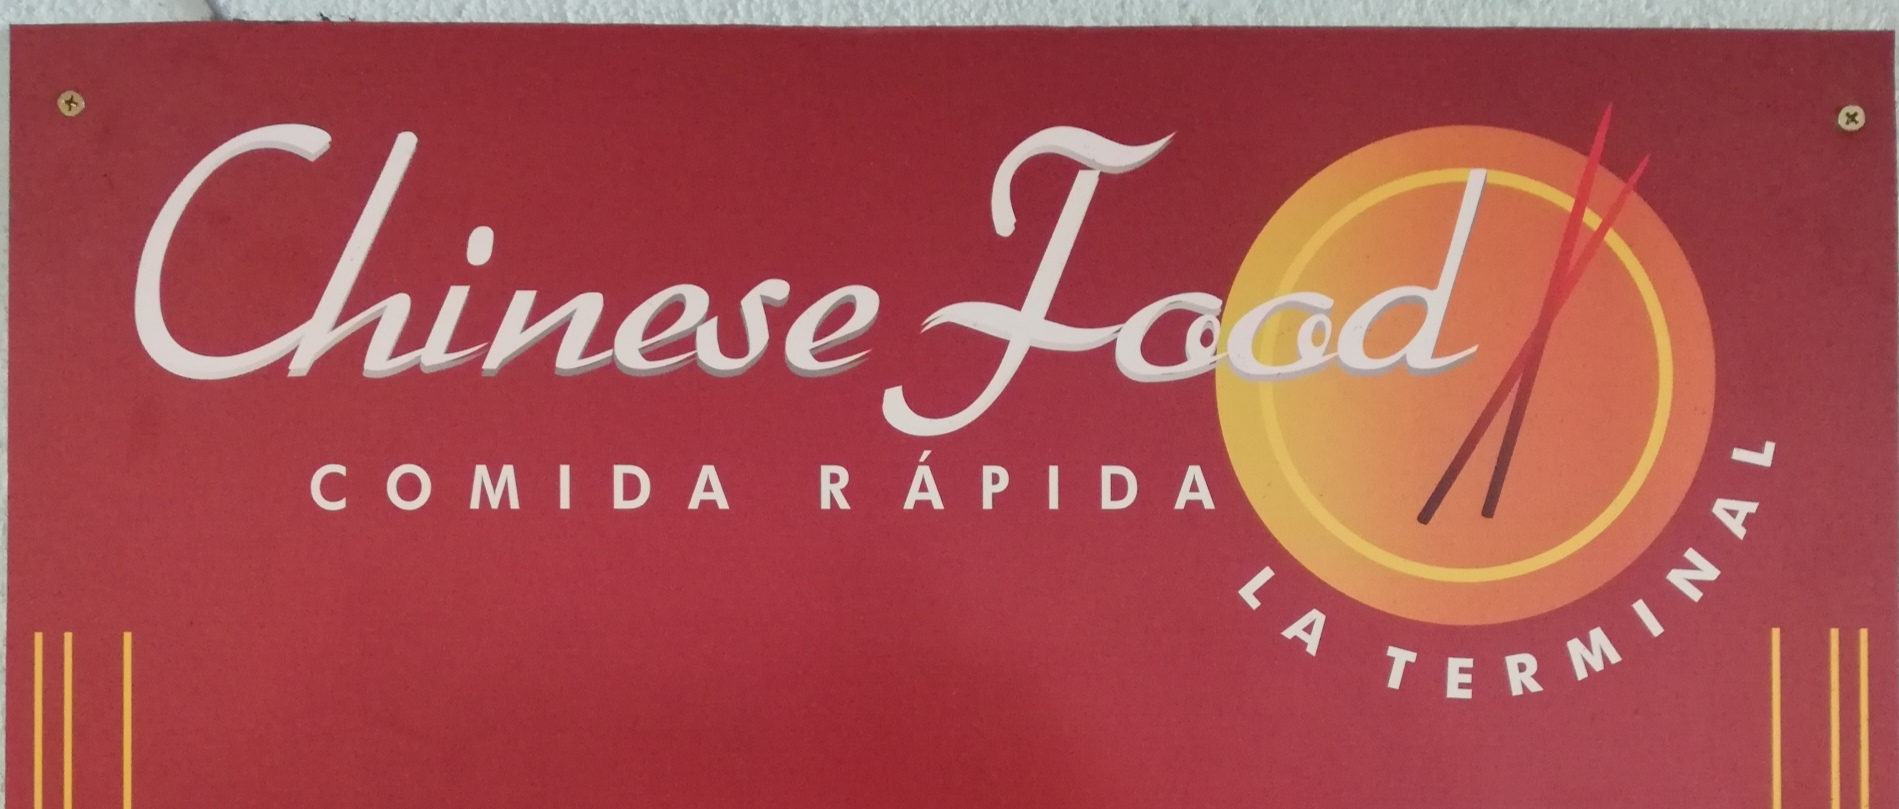 Chinese Food
COMIDA RÁPIDA
LA TERMINAL